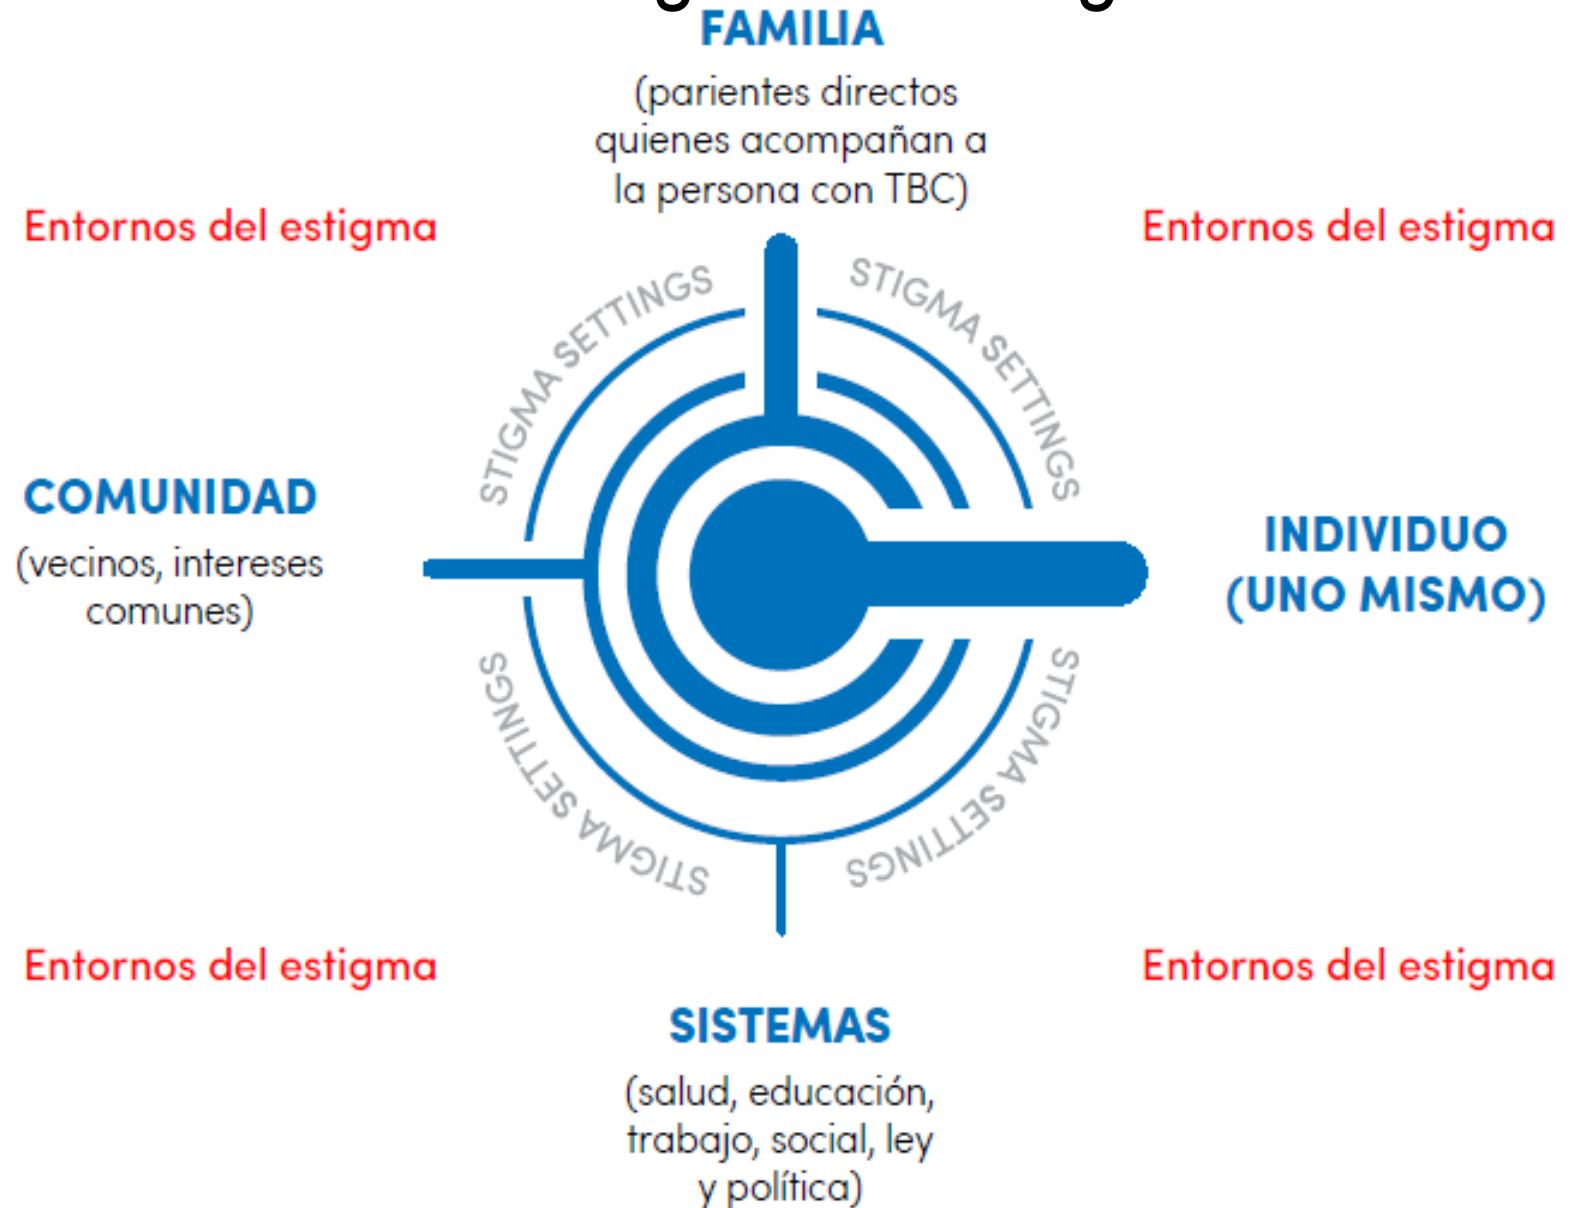 FAMILIA
(parientes directos
quienes acompañan a
la persona con TBC)
Entornos del estigma
Entornos del estigma
STIGMA SETTINGS
STIGMA SETTINGS
COMUNIDAD
(vecinos, intereses
comunes)
INDIVIDUO
(UNO MISMO)
STIGMA SETTINGS
STIGMA SETTINGS
Entornos del estigma
Entornos del estigma
SISTEMAS
(salud, educación,
trabajo, social, ley
y política)